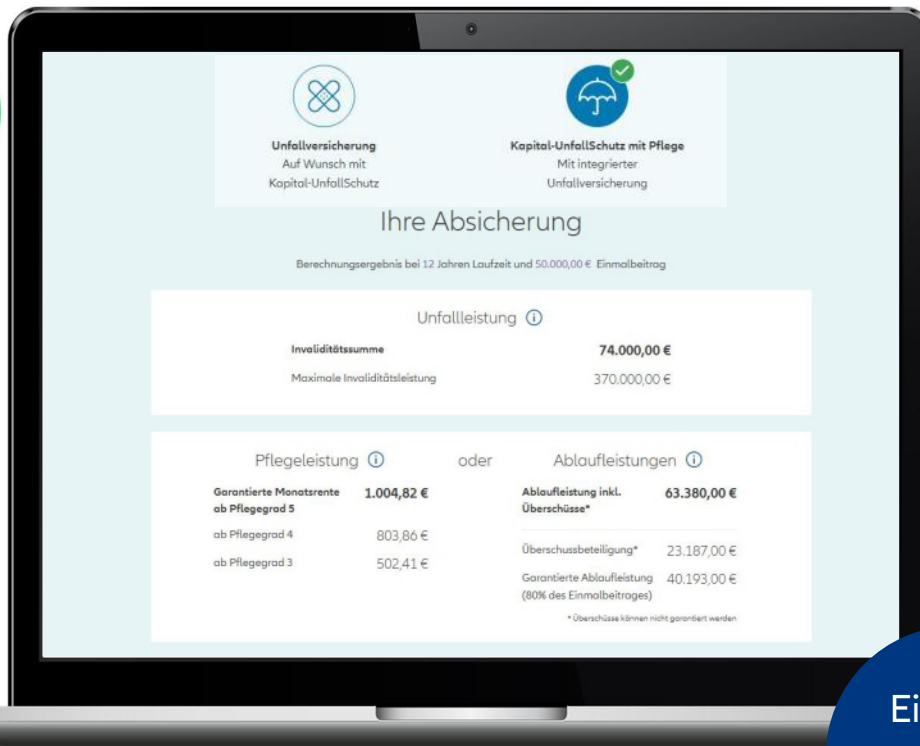 Unfallversicherung
Auf Wunsch mit
Kapital-UnfallSchutz
Kapital-UnfallSchutz mit Pflege
Mit integrierter
Unfallversicherung
Ihre Absicherung
Berechnungsergebnis bei 12 Jahren Laufzeit und 50.000,00 € Einmalbeitrag
Unfallleistung
Invaliditätssumme 74.000,00 €
Maximale Invaliditätsleistung 370.000,00 €
Pflegeleistung oder Ablaufleistungen
Garantierte Monatsrente 1.004,82 €
ab Pflegegrad 5
ab Pflegegrad 4 803,86 €
ab Pflegegrad 3 502,41 €
Ablaufleistung inkl. 63.380,00 €
Überschüsse*
Überschussbeteiligung* 23.187,00 €
Garantierte Ablaufleistung 40.193,00 €
(80% des Einmalbeitrages)
* Überschüsse können nicht garantiert werden
Ei